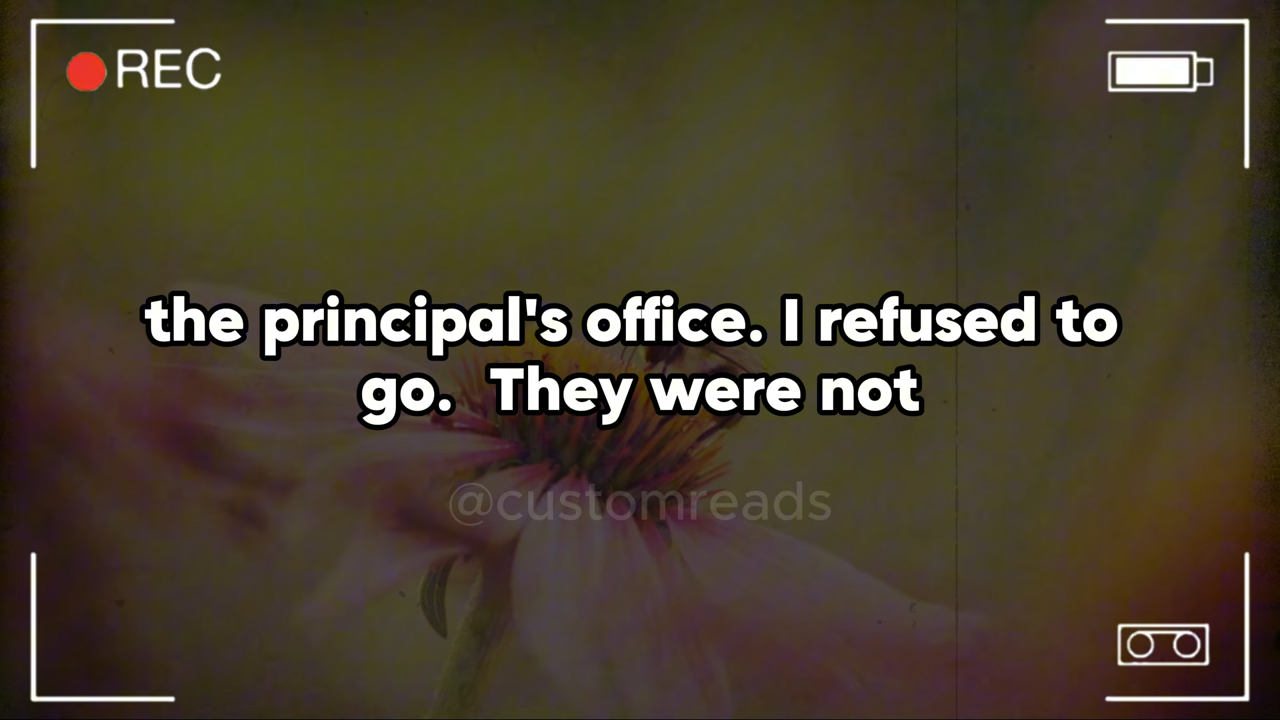 REC
the principal's office. I refused to
go.  They were not
@customreads